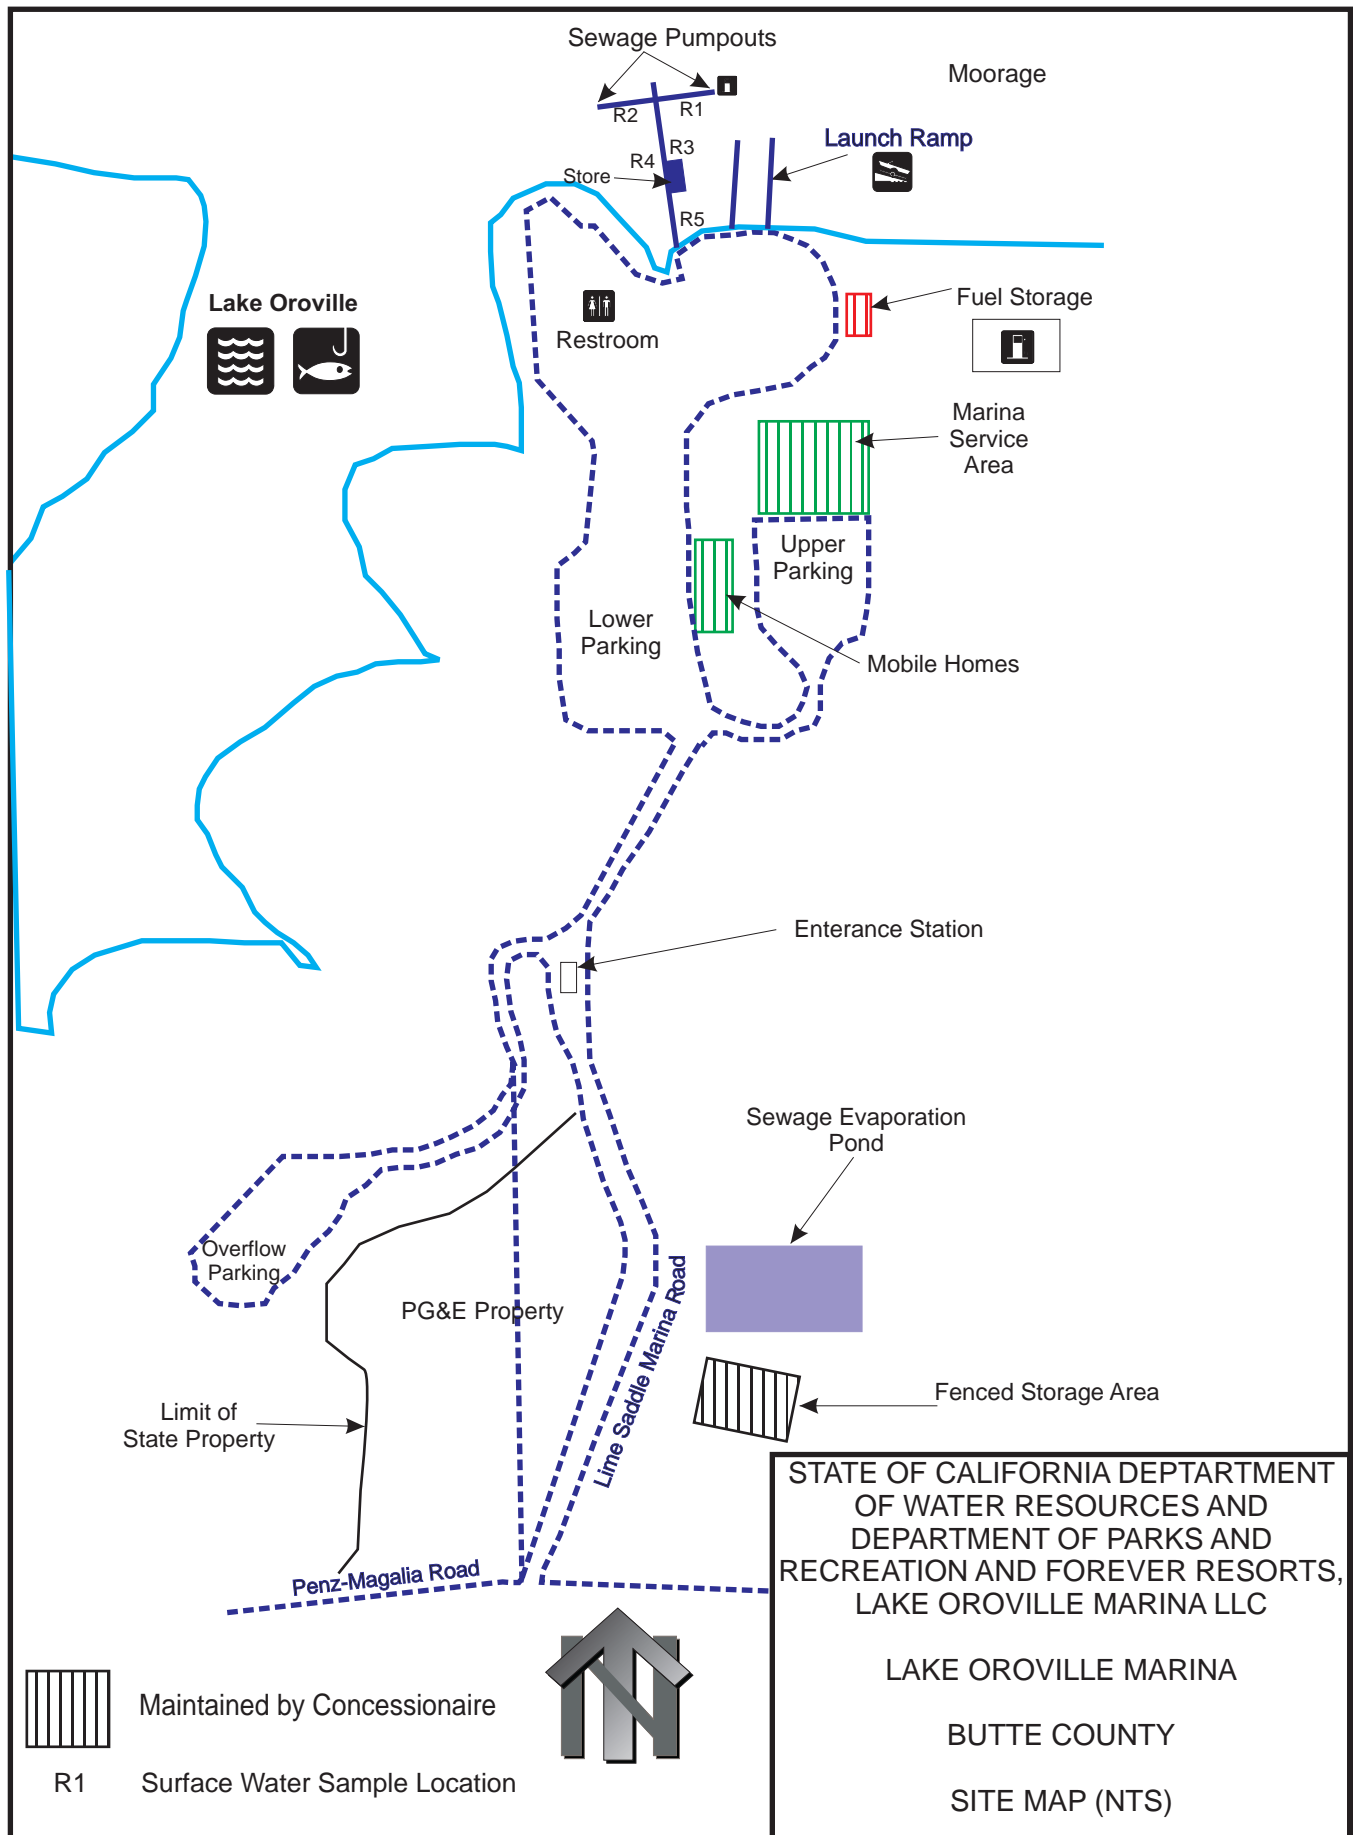 Sewage Pumpouts
Moorage
R2
R1
Launch Ramp
R3
R4
Store
R5
Lake Oroville
Fuel Storage
Restroom
Marina
Service
Area
Upper
Parking
Lower
Parking
Mobile Homes
Enterance Station
Sewage Evaporation
Pond
Overflow
Parking
PG&E Property
Lime Saddle Marina Road
Limit of
State Property
Fenced Storage Area
Penz-Magalia Road
STATE OF CALIFORNIA DEPTARTMENT
OF WATER RESOURCES AND
DEPARTMENT OF PARKS AND
RECREATION AND FOREVER RESORTS,
LAKE OROVILLE MARINA LLC
LAKE OROVILLE MARINA
BUTTE COUNTY
SITE MAP (NTS)
Maintained by Concessionaire
R1 Surface Water Sample Location
N